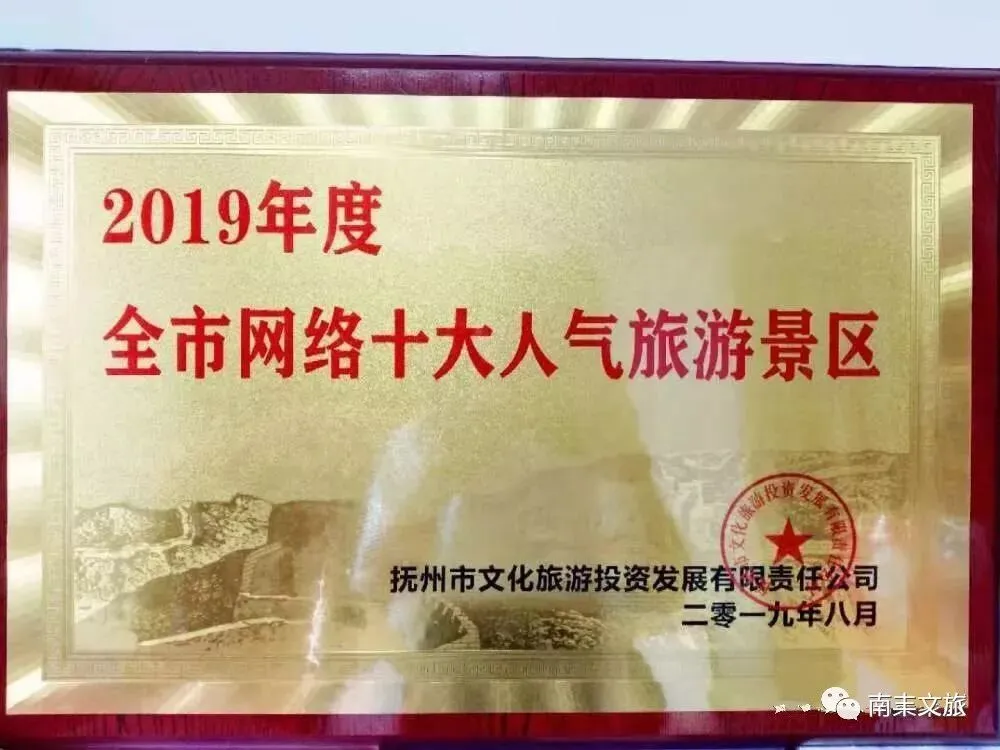 2019年度
全市网络十大人气旅游景区
抚州市文化旅游投资发展有限责任公司
二零一九年八月
南耒文旅